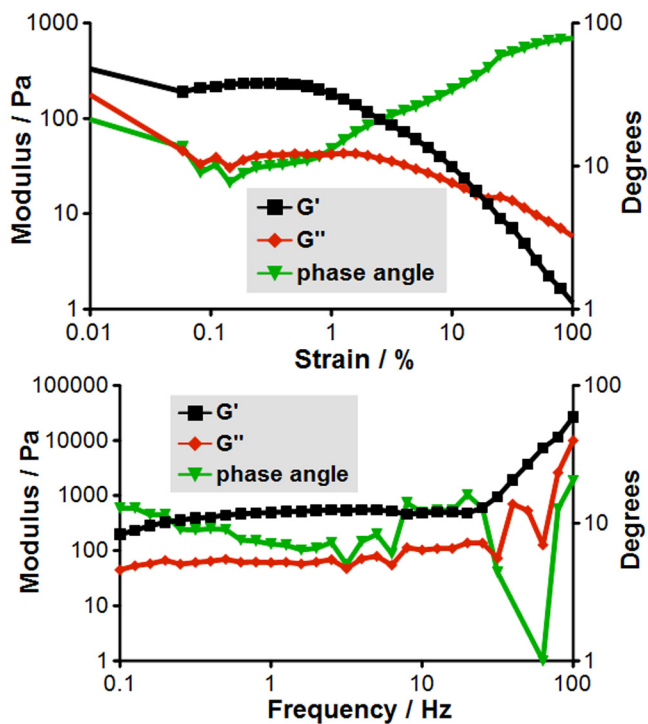 1000
100
10
1
Modulus / Pa
100
10
1
Degrees
G'
G''
phase angle
0.01
0.1
1
10
100
Strain / %
100000
10000
1000
100
10
1
Modulus / Pa
100
10
1
Degrees
G'
G''
phase angle
0.1
1
10
100
Frequency / Hz